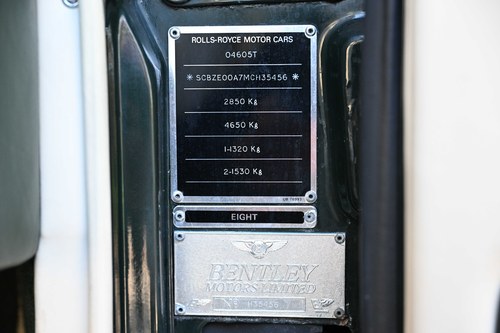 ROLLS-ROYCE MOTOR CARS
04605T
* SCBZE00A7MCH35456 *
2850 Kg
4650 Kg
1-1320 Kg
2-1530 Kg
EIGHT
B
BENTLEY
MOTORS LIMITED